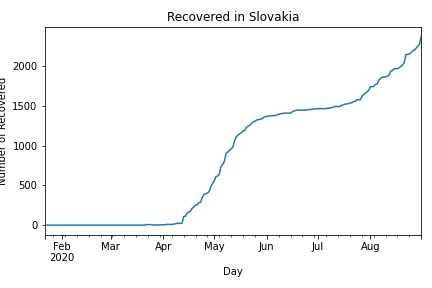 Recovered in Slovakia
Number of Recovered
2000
1500
1000
500
0
Feb
2020
Mar
Apr
May
Jun
Jul
Aug
Day